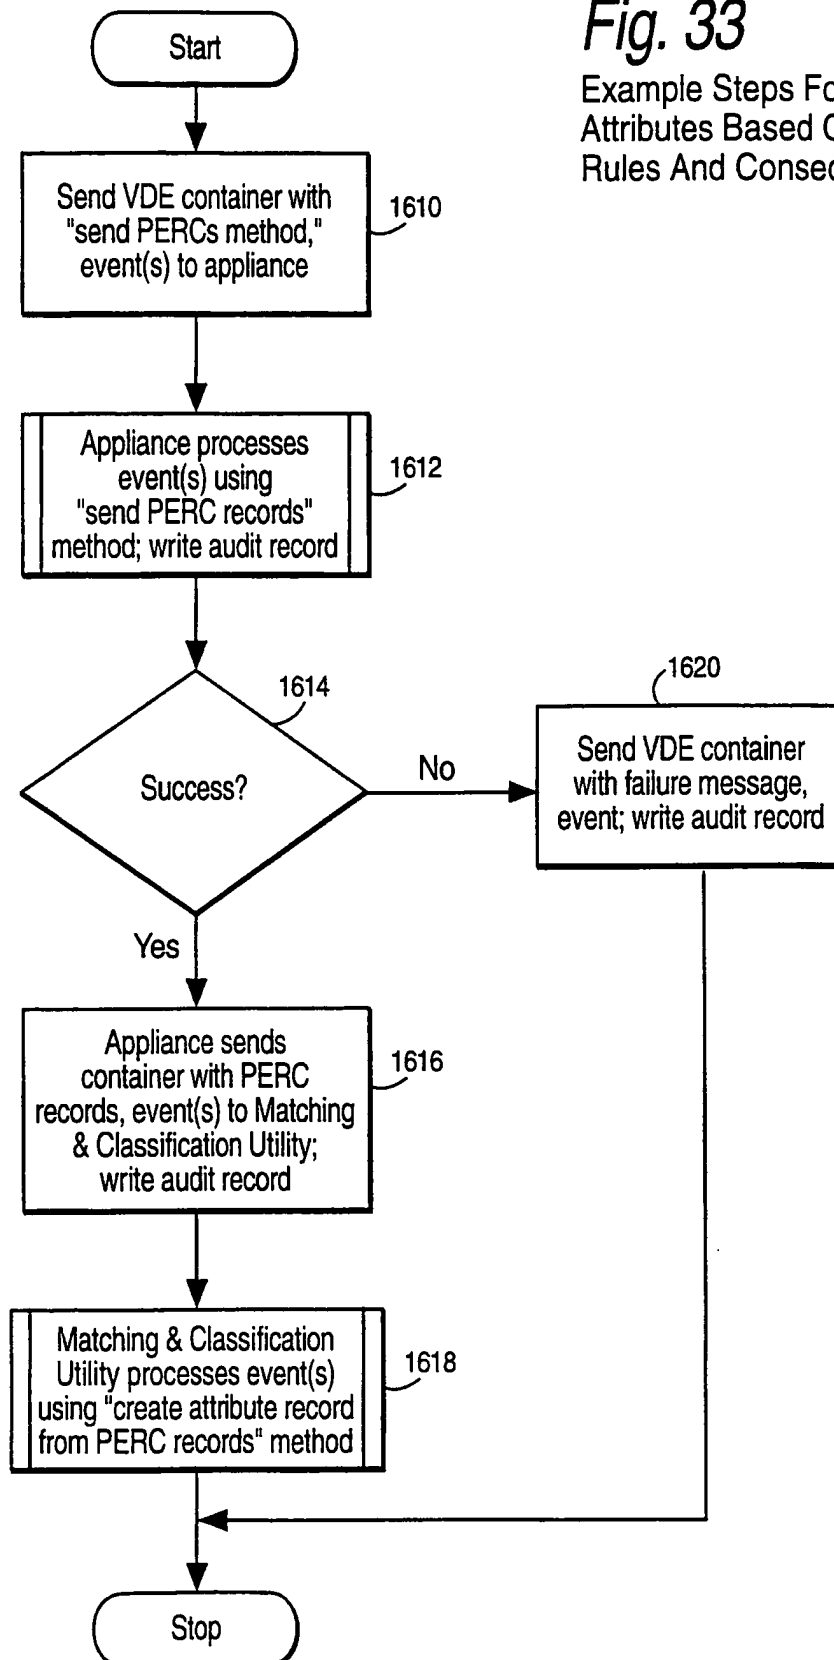 Fig. 33
Example Steps Fo
Attributes Based
Rules And Conse
Start
Send VDE container with
"send PERCs method,"
event(s) to appliance
1610
Appliance processes
event(s) using
"send PERC records"
method; write audit record
1612
1614
Success?
No
1620
Send VDE container
with failure message,
event; write audit record
Yes
Appliance sends
container with PERC
records, event(s) to Matching
& Classification Utility;
write audit record
1616
Matching & Classification
Utility processes event(s)
using "create attribute record
from PERC records" method
1618
Stop